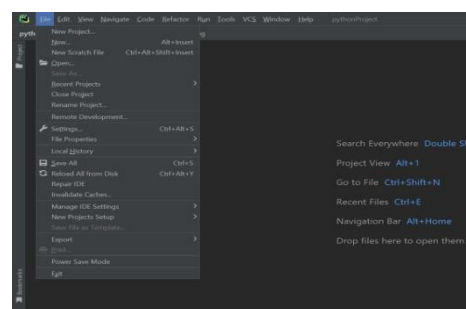 File Edit View Navigate Code Refactor Run Tools VCS Window Help pythonProject
pyth
Project
New Project...
New... Alt+Insert
New Scratch File Ctrl+Alt+Shift+Insert
Open...
Save As...
Recent Projects
Close Project
Rename Project...
Remote Development...
Settings... Ctrl+Alt+S
File Properties
Local History
Save All Ctrl+S
Reload All from Disk Ctrl+Alt+Y
Repair IDE
Invalidate Caches...
Manage IDE Settings
New Projects Setup
Save File as Template...
Export
Print...
Power Save Mode
Exit
Search Everywhere Double S
Project View Alt+1
Go to File Ctrl+Shift+N
Recent Files Ctrl+E
Navigation Bar Alt+Home
Drop files here to open them
Bookmarks